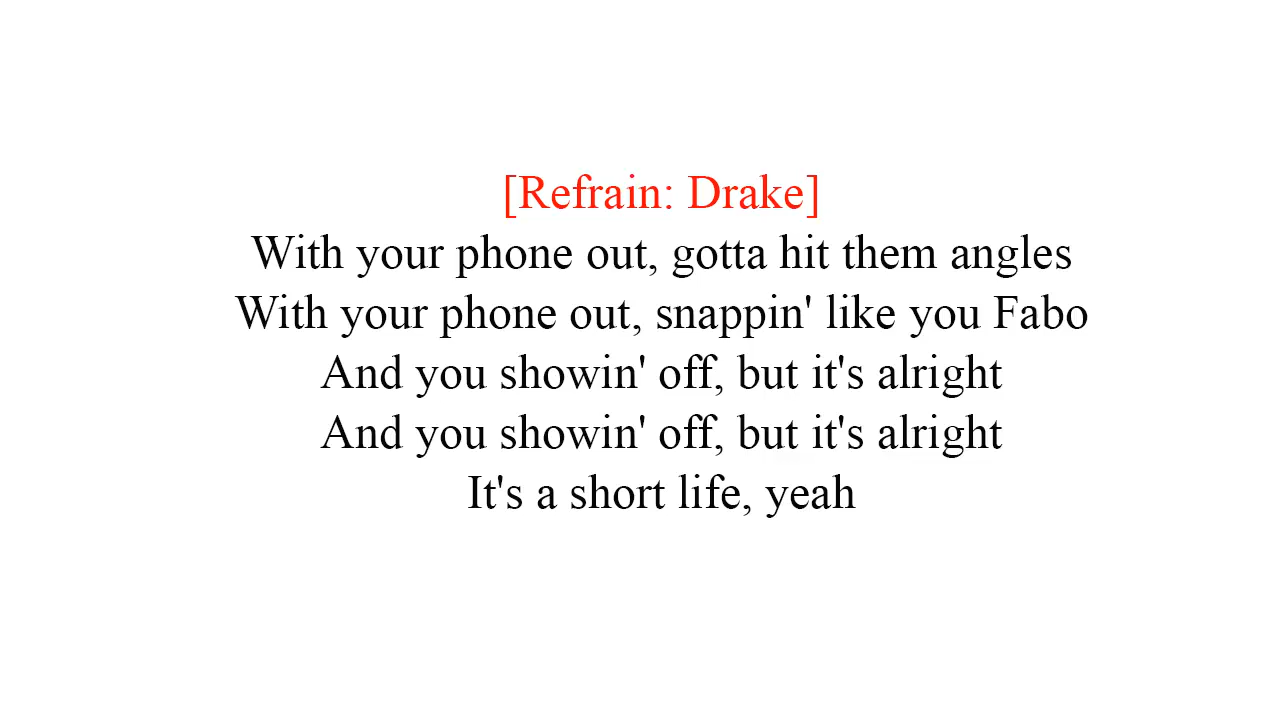 [Refrain: Drake]
With your phone out, gotta hit them angles
With your phone out, snappin' like you Fabo
And you showin' off, but it's alright
And you showin' off, but it's alright
It's a short life, yeah